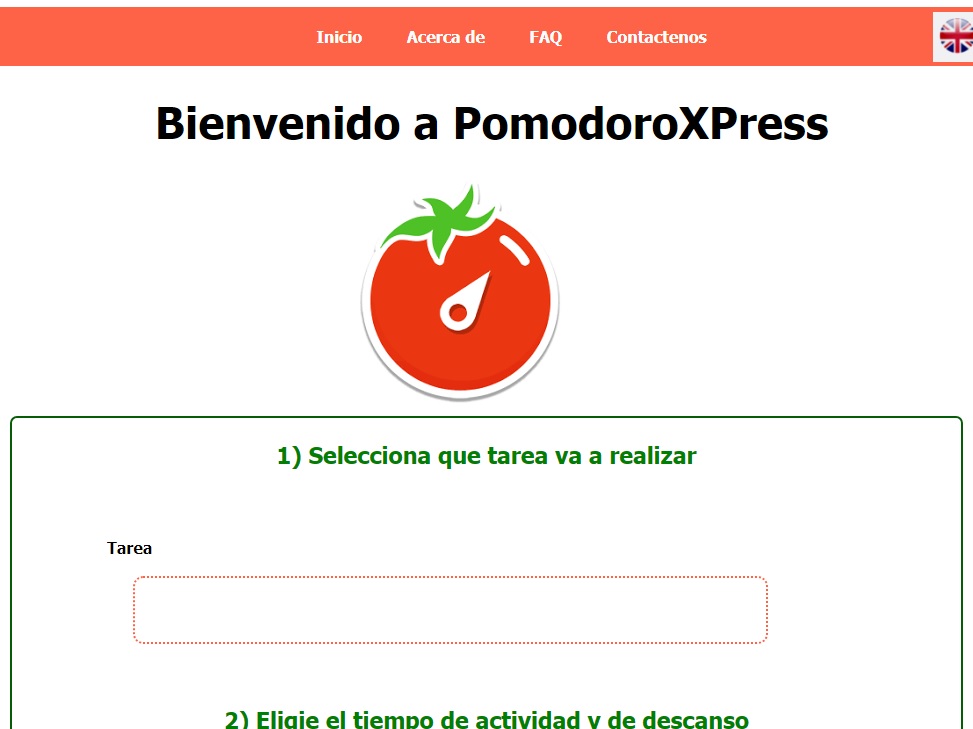 Inicio Acerca de FAQ Contactenos
Bienvenido a PomodoroXPress
1) Selecciona que tarea va a realizar
Tarea
2) Eligie el tiempo de actividad y de descanso